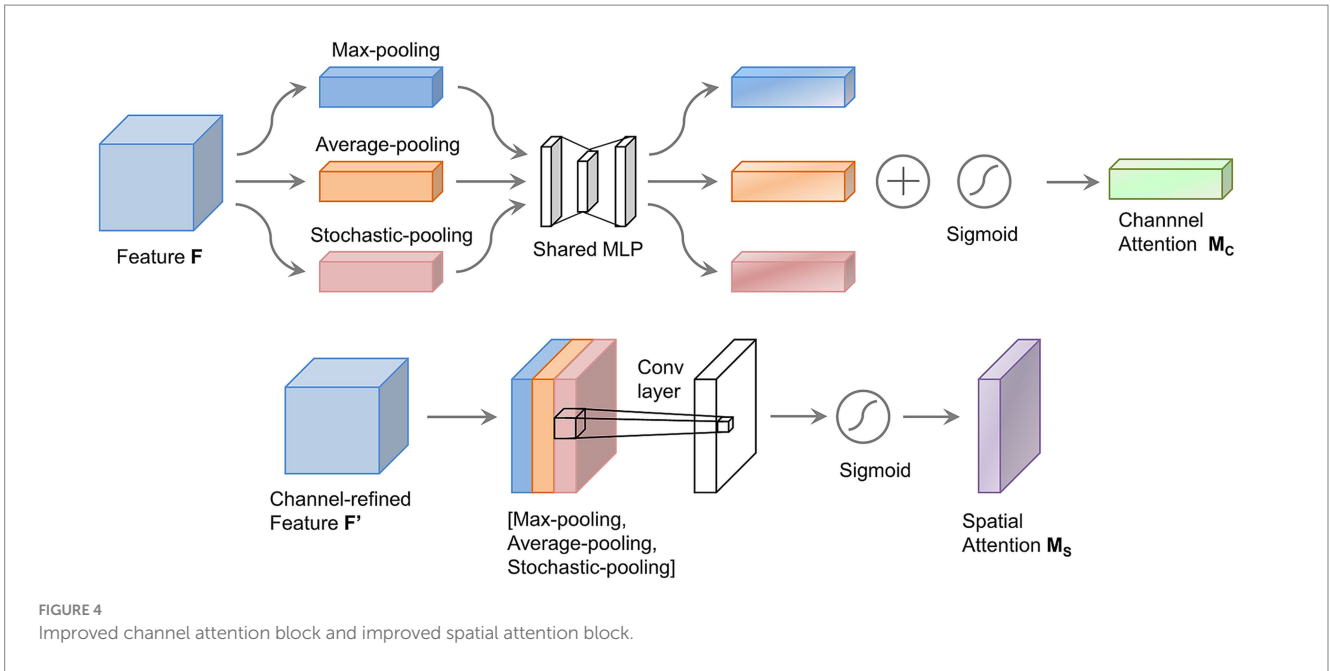 Max-pooling
Average-pooling
Stochastic-pooling
Feature F
Shared MLP
Sigmoid
Channnel
Attention M_C
Conv
layer
Sigmoid
Channel-refined
Feature F’
[Max-pooling,
Average-pooling,
Stochastic-pooling]
Spatial
Attention M_S
FIGURE 4
Improved channel attention block and improved spatial attention block.